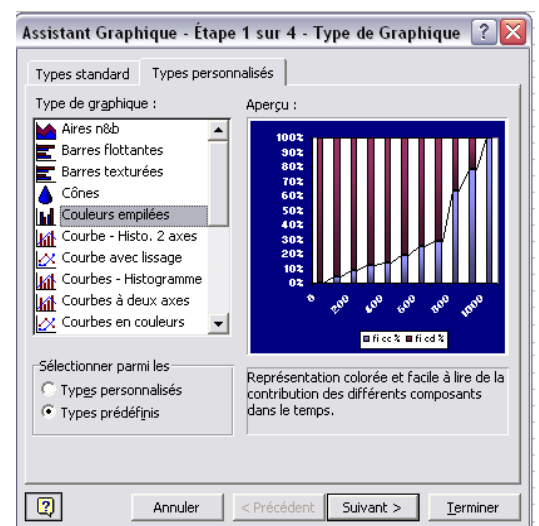 Assistant Graphique - Étape 1 sur 4 - Type de Graphique
Types standard
Types personnalisés
Type de graphique :
Aires n&b
Barres flottantes
Barres texturées
Cônes
Couleurs empilées
Courbe - Histo. 2 axes
Courbe avec lissage
Courbes - Histogramme
Courbes à deux axes
Courbes en couleurs
Aperçu :
100%
90%
80%
70%
60%
50%
40%
30%
20%
10%
0%
0 200 400 600 800 1000
fi cc % fi cd %
Sélectionner parmi les
Types personnalisés
Types prédéfinis
Représentation colorée et facile à lire de la
contribution des différents composants
dans le temps.
Annuler
< Précédent
Suivant >
Terminer